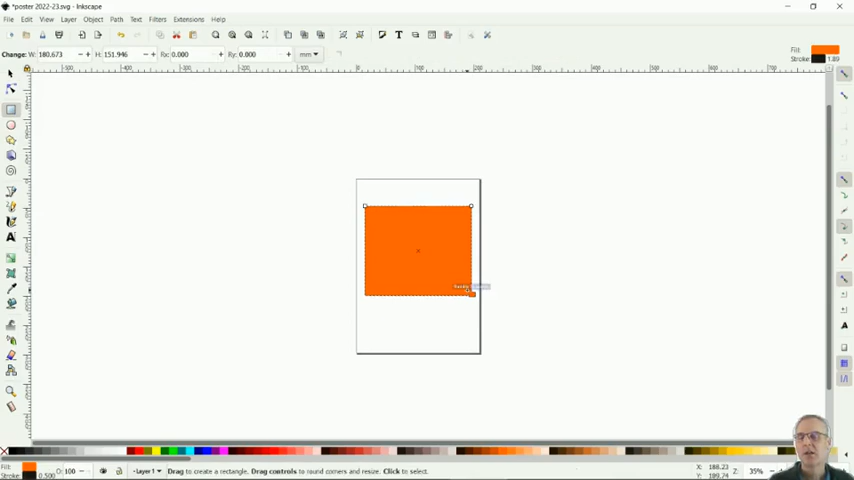 *poster 2022-23.svg - Inkscape
File Edit View Layer Object Path Text Filters Extensions Help
Change: W: 180.673 − + H: 151.946 − + Rx: 0.000 − + Ry: 0.000 − + mm
Fill:
Stroke: 1.89
Fill:
Stroke: 0.500
O: 100
Layer 1
Drag to create a rectangle. Drag controls to round corners and resize. Click to select.
X: 188.23
Y: 199.74
Z: 35%